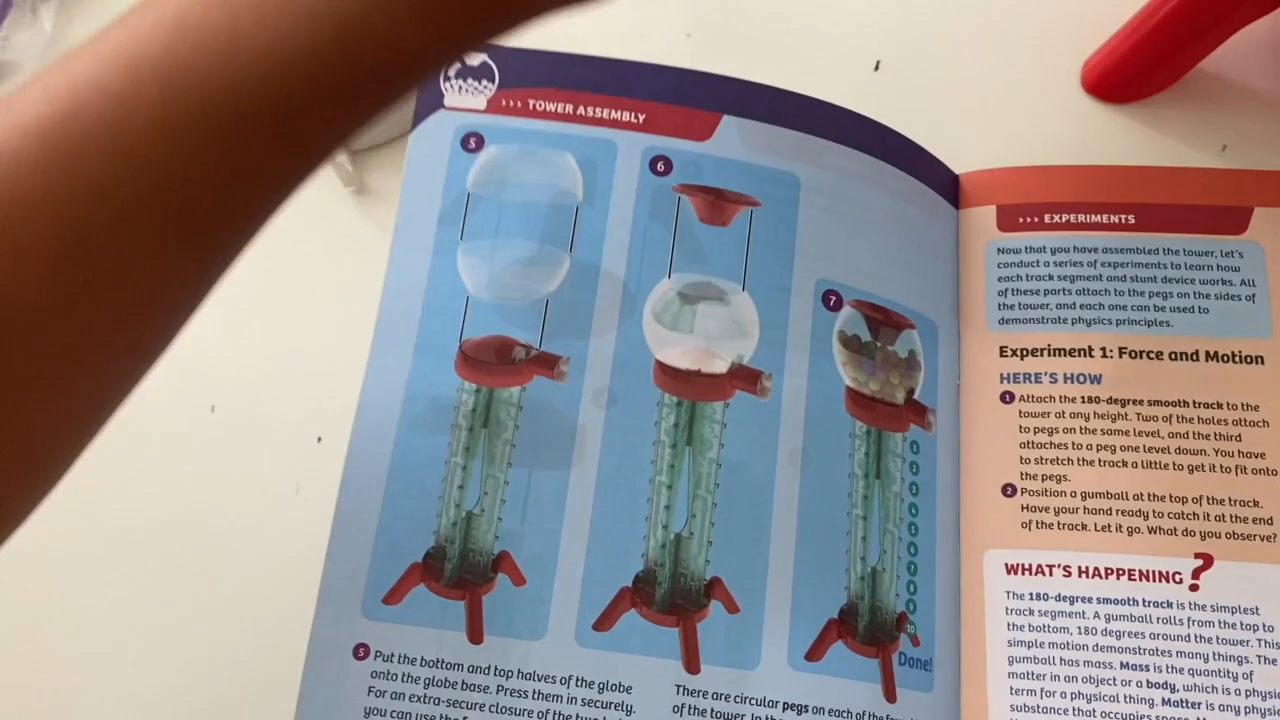 >>> TOWER ASSEMBLY
5
6
7
1
2
3
4
5
6
7
8
9
10
Done!
5 Put the bottom and top halves of the globe
onto the globe base. Press them in securely.
For an extra-secure closure of the two
you can use the
There are circular pegs on each of the
of the tower. In the
>>> EXPERIMENTS
Now that you have assembled the tower, let's
conduct a series of experiments to learn how
each track segment and stunt device works. All
of these parts attach to the pegs on the sides of
the tower, and each one can be used to
demonstrate physics principles.
Experiment 1: Force and Motion
HERE'S HOW
1 Attach the 180-degree smooth track to the
tower at any height. Two of the holes attach
to pegs on the same level, and the third
attaches to a peg one level down. You have
to stretch the track a little to get it to fit onto
the pegs.
2 Position a gumball at the top of the track.
Have your hand ready to catch it at the end
of the track. Let it go. What do you observe?
WHAT'S HAPPENING ?
The 180-degree smooth track is the simplest
track segment. A gumball rolls from the top to
the bottom, 180 degrees around the tower. This
simple motion demonstrates many things. The
gumball has mass. Mass is the quantity of
matter in an object or a body, which is a
term for a physical thing. Matter is any
substance that occupies